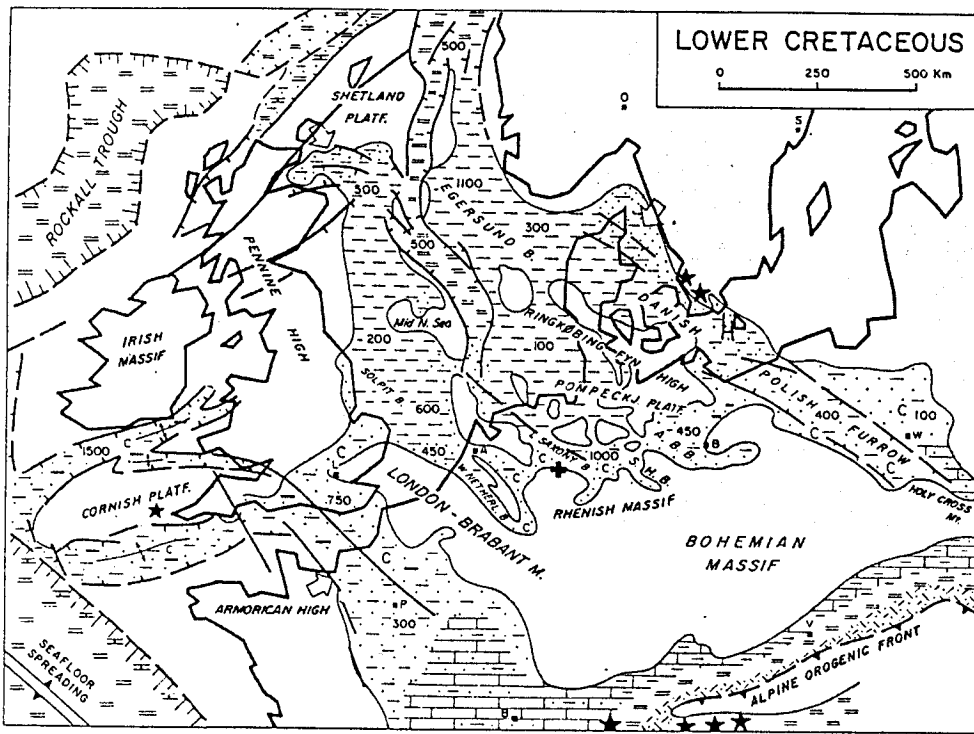 LOWER CRETACEOUS
0 250 500 Km
500
SHETLAND
PLATF.
O
S
ROCKALL TROUGH
500
1100
EGERSUND B.
300
500
PENNINE
HIGH
DANISH
IRISH
MASSIF
Mid N. Sea
RINGKØBING FYN HIGH
200
100
SOLPIT B.
POMPECKJ PLATF.
POLISH
FURROW
400
C 100
600
1500
C
450
A
C
450
B
W
A. B. B.
SAXONY B.
1000
C
S. H. B.
C
C
C
CORNISH PLATF.
750
LONDON - BRABANT M.
W. NETHERL. B.
C
RHENISH MASSIF
HOLY CROSS
MT.
C
C
BOHEMIAN
MASSIF
ARMORICAN HIGH
P
300
V
SEAFLOOR
SPREADING
ALPINE OROGENIC FRONT
B